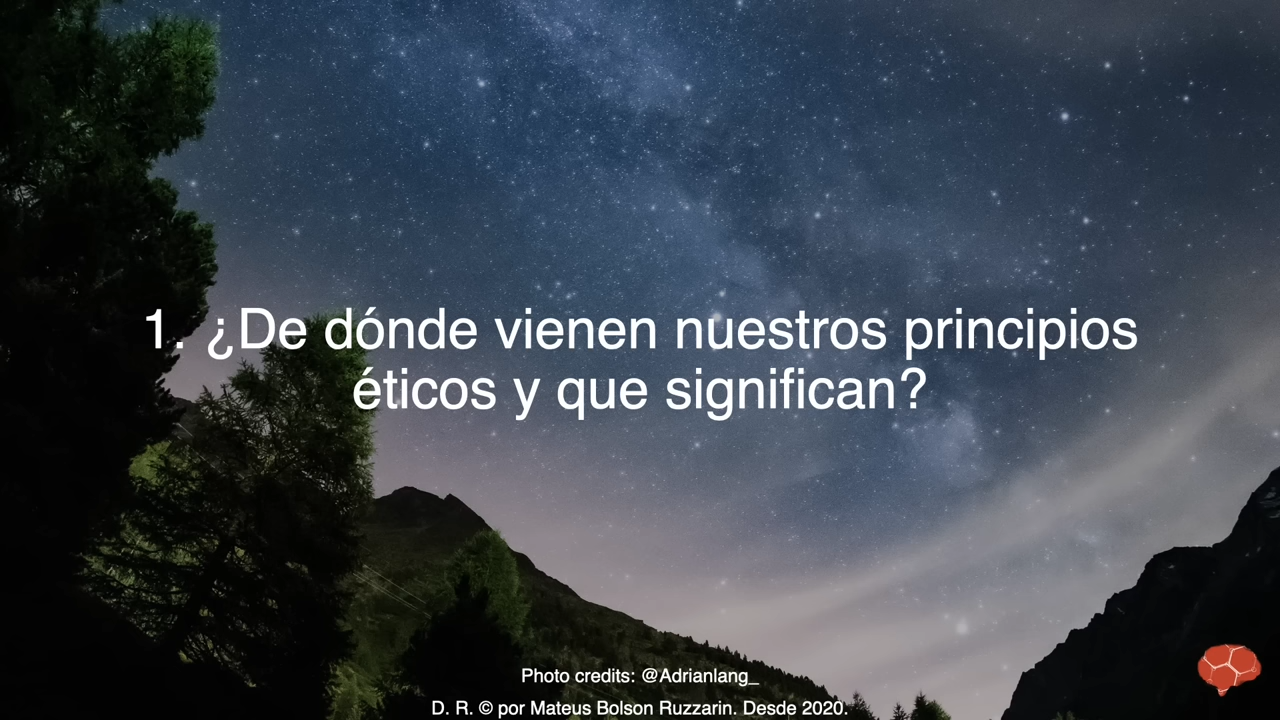 1. ¿De dónde vienen nuestros principios
éticos y que significan?
Photo credits: @Adrianlang_
D. R. © por Mateus Bolson Ruzzarin. Desde 2020.